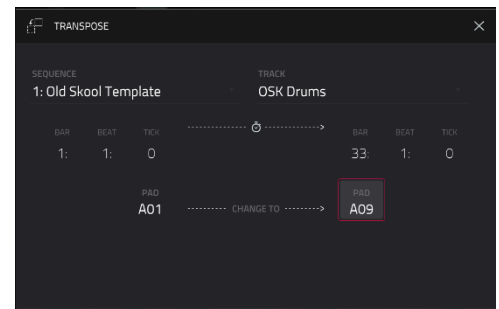 TRANSPOSE
SEQUENCE TRACK
1: Old Skool Template OSK Drums
BAR BEAT TICK BAR BEAT TICK
1: 1: 0 33: 1: 0
PAD PAD
A01 CHANGE TO A09